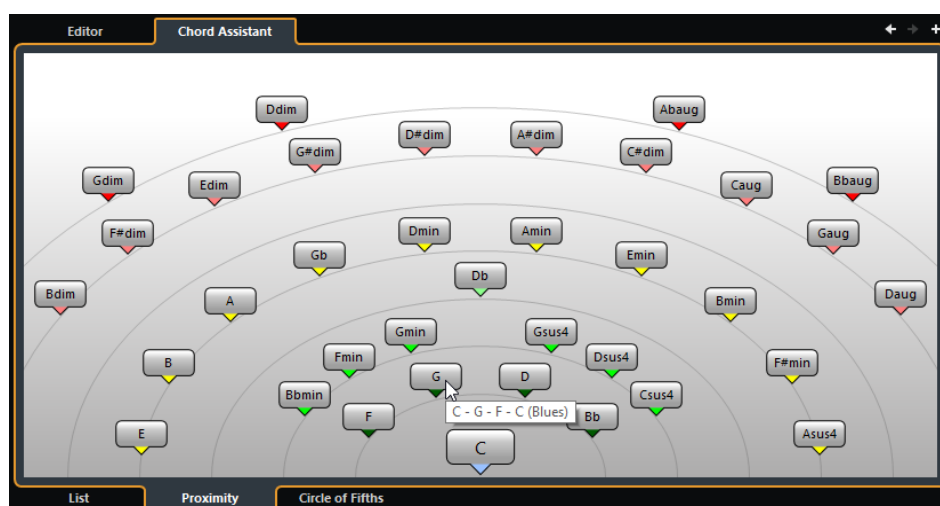 Editor
Chord Assistant
Ddim
Abaug
D#dim
A#dim
G#dim
C#dim
Gdim
Edim
Caug
Bbaug
F#dim
Dmin
Amin
Gaug
Gb
Emin
Db
Bdim
A
Bmin
Daug
Gmin
Gsus4
Fmin
Dsus4
B
F#min
G
D
Bbmin
Csus4
C - G - F - C (Blues)
F
Bb
E
Asus4
C
List
Proximity
Circle of Fifths